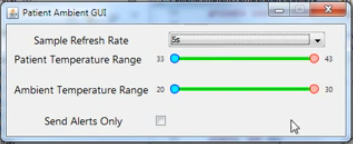 Patient Ambient GUI
Sample Refresh Rate 5s
Patient Temperature Range 33 43
Ambient Temperature Range 20 30
Send Alerts Only